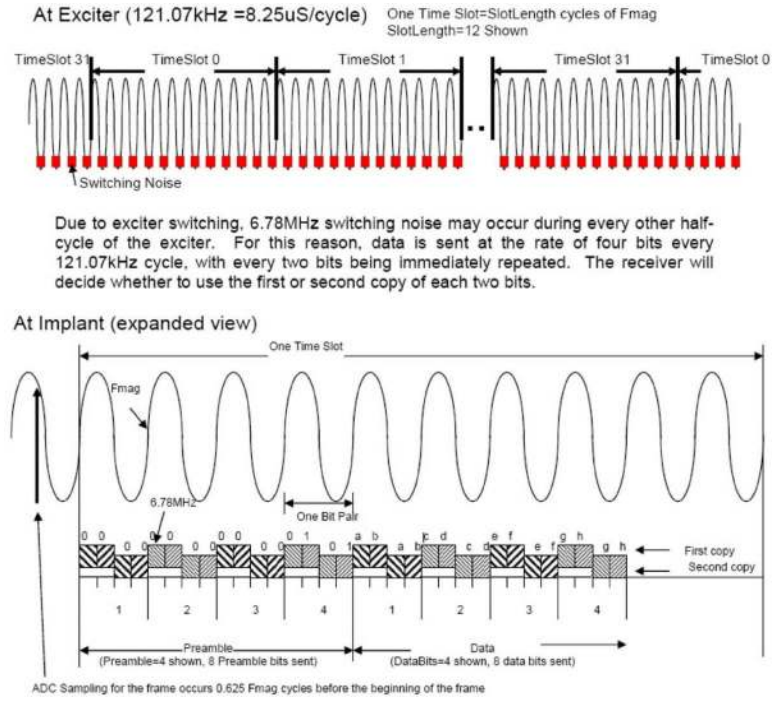 At Exciter (121.07kHz =8.25uS/cycle)
One Time Slot=SlotLength cycles of Fmag
SlotLength=12 Shown
TimeSlot 31 TimeSlot 0 TimeSlot 1 TimeSlot 31 TimeSlot 0
Switching Noise
Due to exciter switching, 6.78MHz switching noise may occur during every other half-
cycle of the exciter. For this reason, data is sent at the rate of four bits every
121.07kHz cycle, with every two bits being immediately repeated. The receiver will
decide whether to use the first or second copy of each two bits.
At Implant (expanded view)
One Time Slot
Fmag
6.78MHz
One Bit Pair
0 0 0 0 0 0 0 1 a b c d e f g h
0 0 0 0 0 0 0 1 a b c d e f g h
First copy
Second copy
1 2 3 4 1 2 3 4
Preamble Data
(Preamble=4 shown, 8 Preamble bits sent) (DataBits=4 shown, 8 data bits sent)
ADC Sampling for the frame occurs 0.625 Fmag cycles before the beginning of the frame